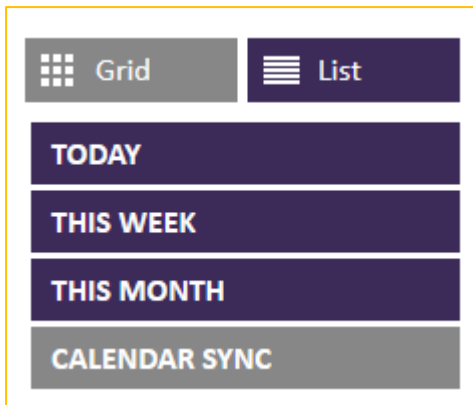 Grid List
TODAY
THIS WEEK
THIS MONTH
CALENDAR SYNC